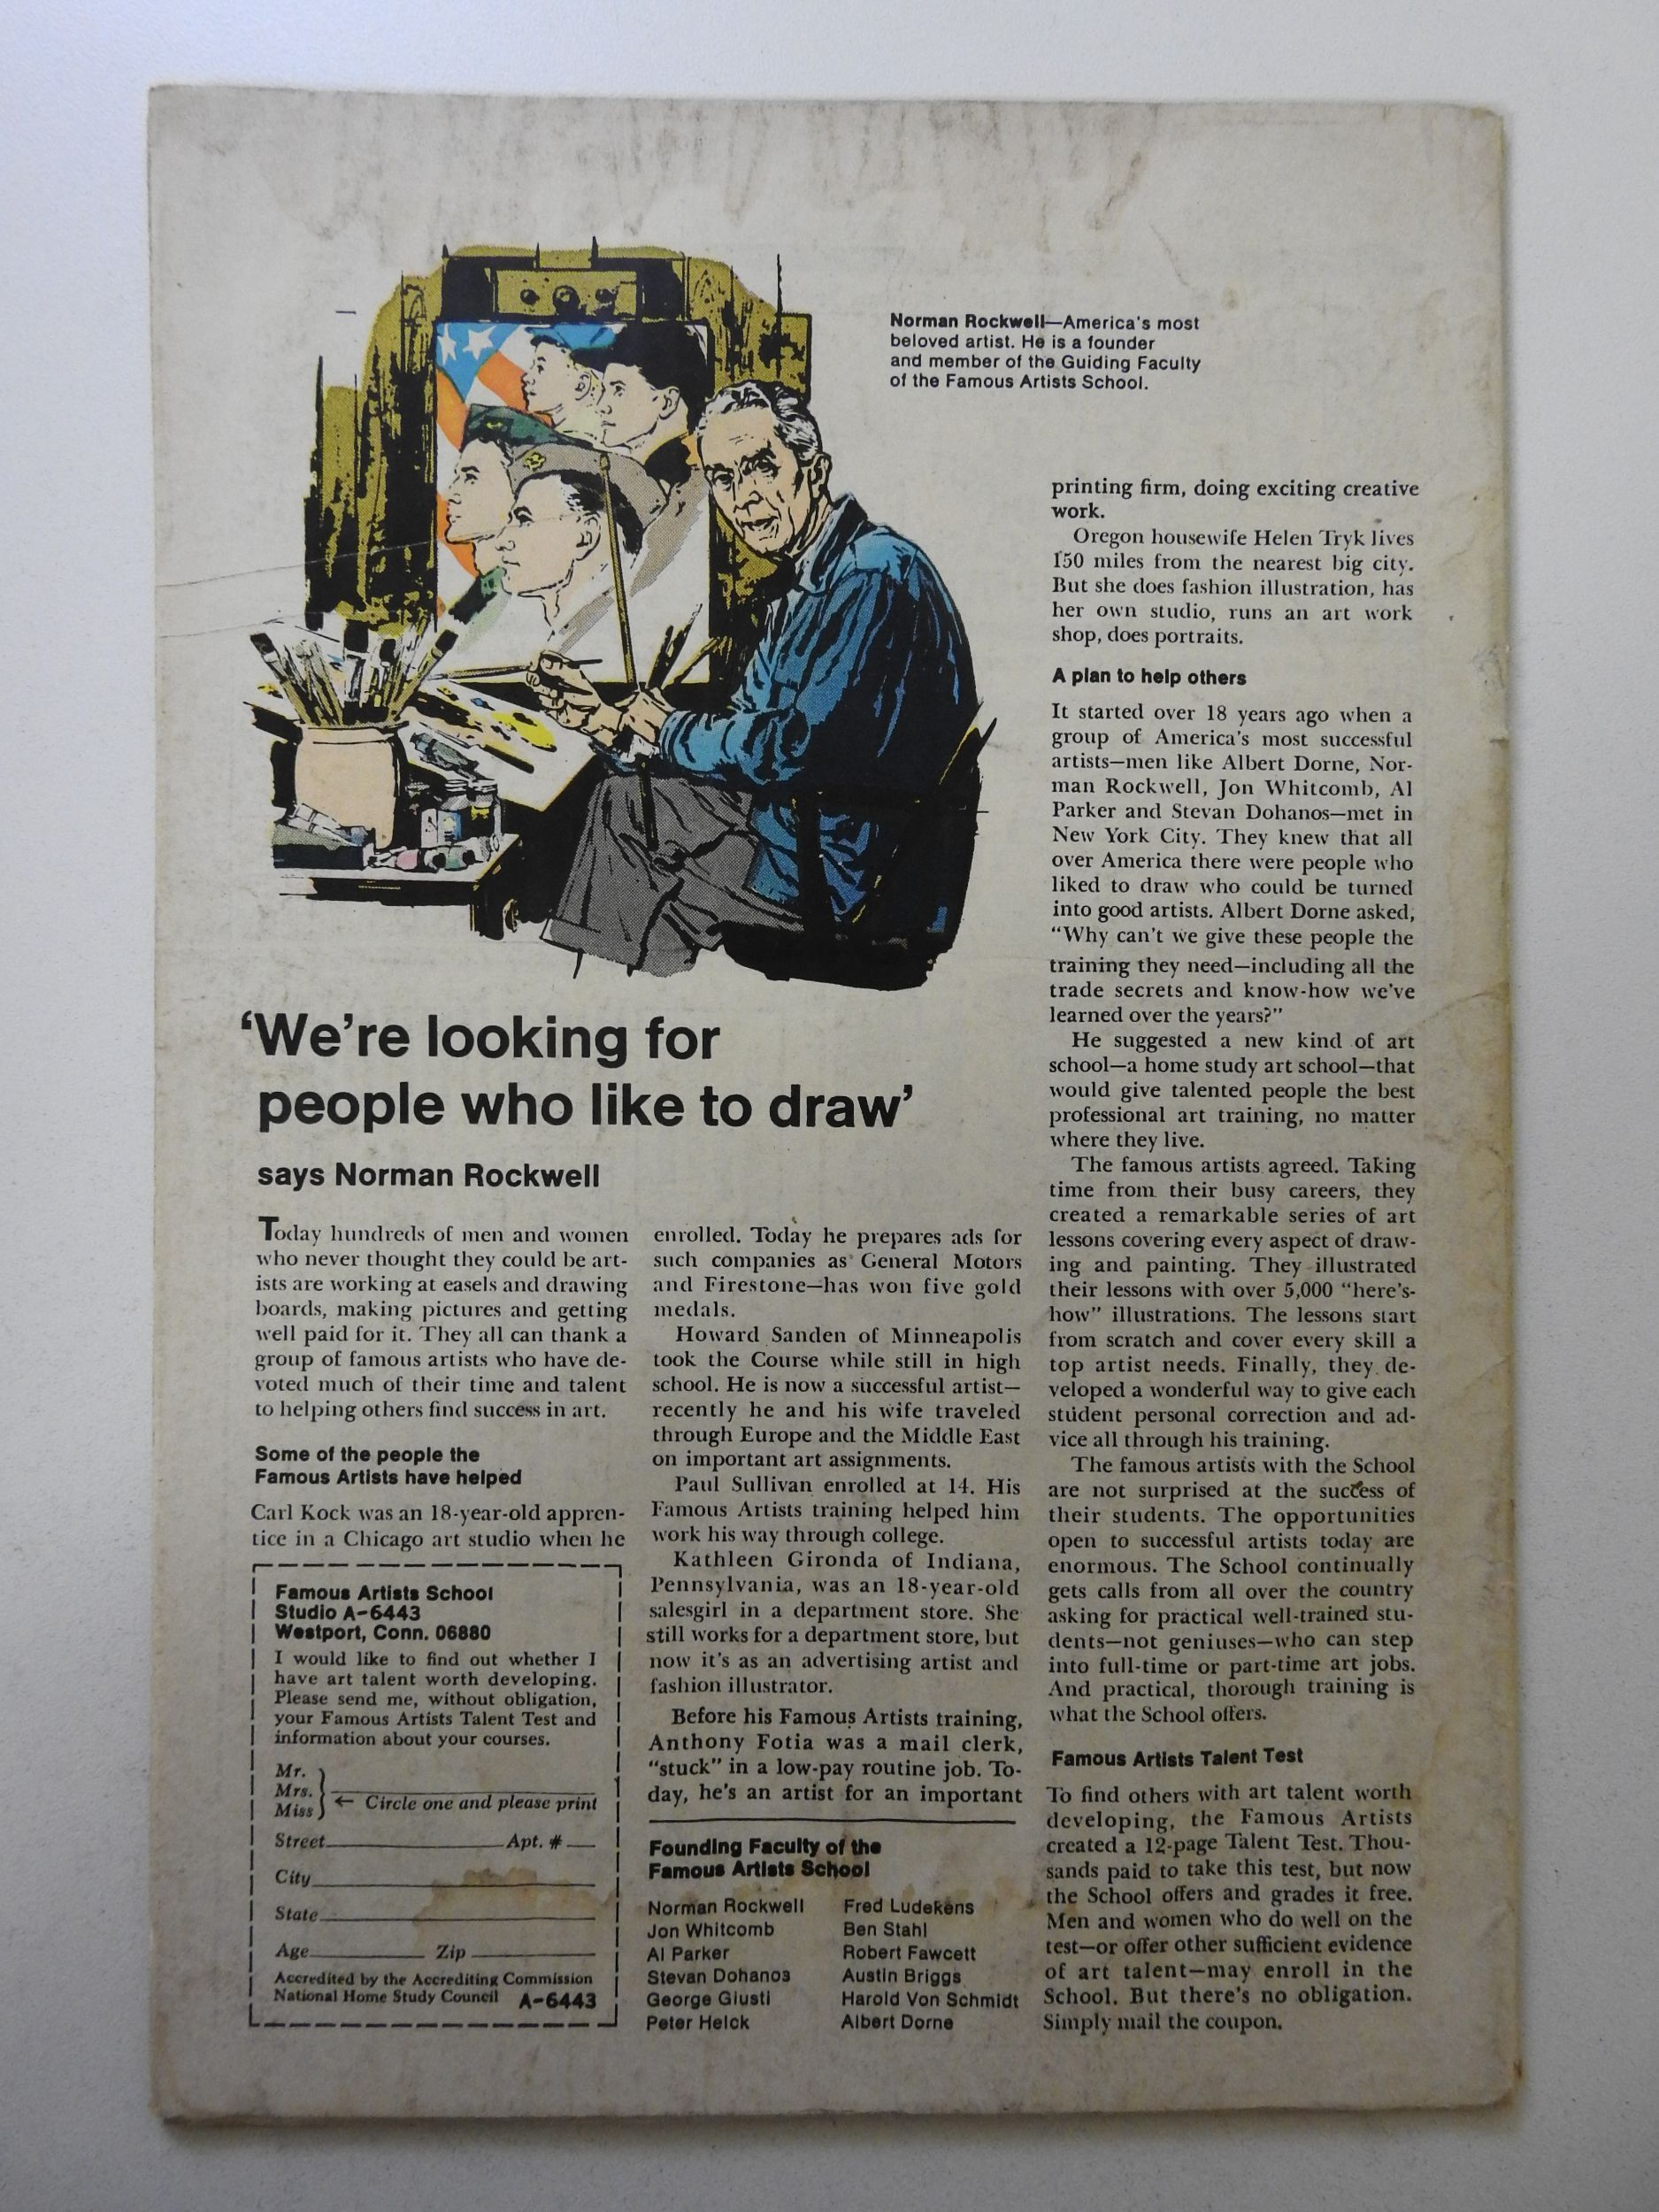 Norman Rockwell—America's most
beloved artist. He is a founder
and member of the Guiding Faculty
of the Famous Artists School.
'We're looking for
people who like to draw'
says Norman Rockwell
Today hundreds of men and women
who never thought they could be art-
ists are working at easels and drawing
boards, making pictures and getting
well paid for it. They all can thank a
group of famous artists who have de-
voted much of their time and talent
to helping others find success in art.
Some of the people the
Famous Artists have helped
Carl Kock was an 18-year-old appren-
tice in a Chicago art studio when he
enrolled. Today he prepares ads for
such companies as General Motors
and Firestone—has won five gold
medals.
Howard Sanden of Minneapolis
took the Course while still in high
school. He is now a successful artist—
recently he and his wife traveled
through Europe and the Middle East
on important art assignments.
Paul Sullivan enrolled at 14. His
Famous Artists training helped him
work his way through college.
Kathleen Gironda of Indiana,
Pennsylvania, was an 18-year-old
salesgirl in a department store. She
still works for a department store, but
now it's as an advertising artist and
fashion illustrator.
Before his Famous Artists training,
Anthony Fotia was a mail clerk,
"stuck" in a low-pay routine job. To-
day, he's an artist for an important
printing firm, doing exciting creative
work.
Oregon housewife Helen Tryk lives
150 miles from the nearest big city.
But she does fashion illustration, has
her own studio, runs an art work
shop, does portraits.
A plan to help others
It started over 18 years ago when a
group of America's most successful
artists—men like Albert Dorne, Nor-
man Rockwell, Jon Whitcomb, Al
Parker and Stevan Dohanos—met in
New York City. They knew that all
over America there were people who
liked to draw who could be turned
into good artists. Albert Dorne asked,
"Why can't we give these people the
training they need—including all the
trade secrets and know-how we've
learned over the years?"
He suggested a new kind of art
school—a home study art school—that
would give talented people the best
professional art training, no matter
where they live.
The famous artists agreed. Taking
time from their busy careers, they
created a remarkable series of art
lessons covering every aspect of draw-
ing and painting. They illustrated
their lessons with over 5,000 "here's-
how" illustrations. The lessons start
from scratch and cover every skill a
top artist needs. Finally, they de-
veloped a wonderful way to give each
student personal correction and ad-
vice all through his training.
The famous artists with the School
are not surprised at the success of
their students. The opportunities
open to successful artists today are
enormous. The School continually
gets calls from all over the country
asking for practical well-trained stu-
dents—not geniuses—who can step
into full-time or part-time art jobs.
And practical, thorough training is
what the School offers.
Famous Artists Talent Test
To find others with art talent worth
developing, the Famous Artists
created a 12-page Talent Test. Thou-
sands paid to take this test, but now
the School offers and grades it free.
Men and women who do well on the
test—or offer other sufficient evidence
of art talent—may enroll in the
School. But there's no obligation.
Simply mail the coupon.
Famous Artists School
Studio A-6443
Westport, Conn. 06880
I would like to find out whether I
have art talent worth developing.
Please send me, without obligation,
your Famous Artists Talent Test and
information about your courses.
Mr.
Mrs.
Miss
← Circle one and please print
Street Apt. #
City
State
Age Zip
Accredited by the Accrediting Commission
National Home Study Council A-6443
Founding Faculty of the
Famous Artists School
Norman Rockwell
Jon Whitcomb
Al Parker
Stevan Dohanos
George Giusti
Peter Helck
Fred Ludekens
Ben Stahl
Robert Fawcett
Austin Briggs
Harold Von Schmidt
Albert Dorne